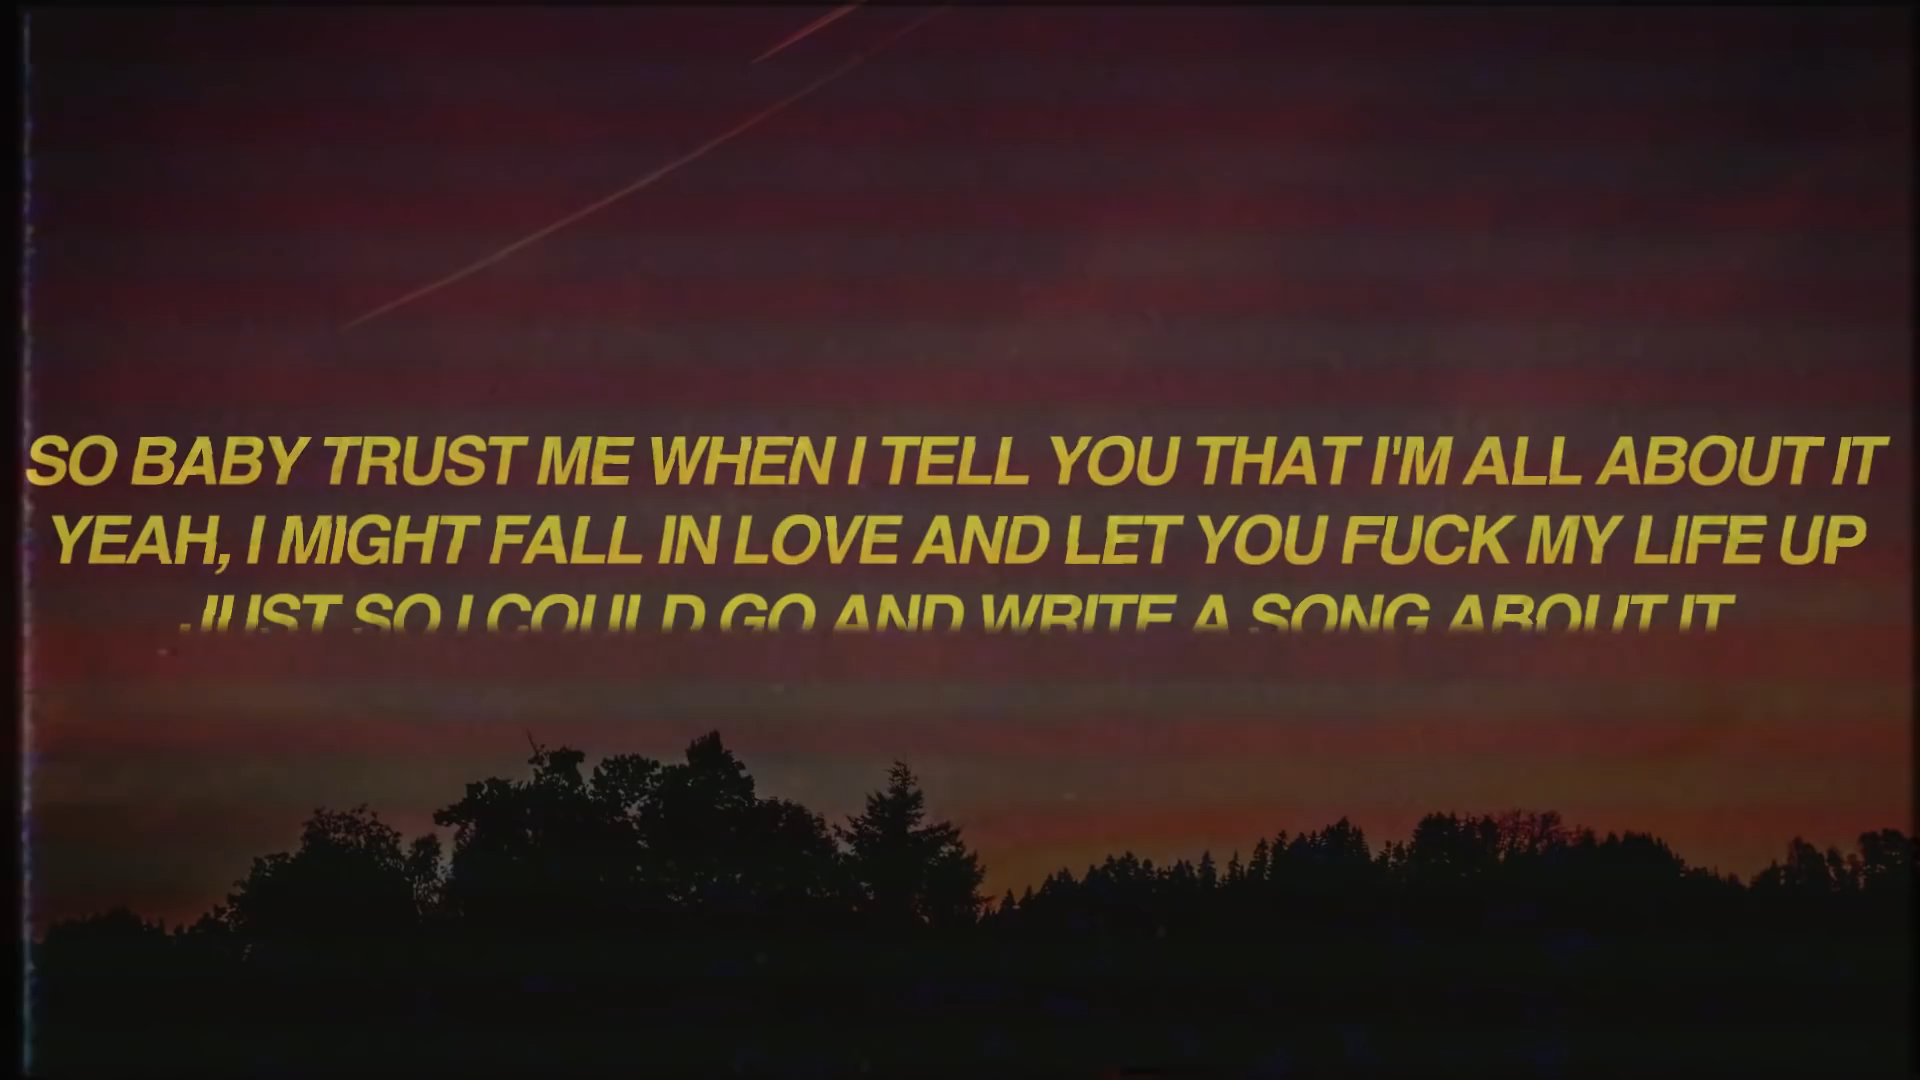 SO BABY TRUST ME WHEN I TELL YOU THAT I'M ALL ABOUT IT
YEAH, I MIGHT FALL IN LOVE AND LET YOU FUCK MY LIFE UP
JUST SO I COULD GO AND WRITE A SONG ABOUT IT